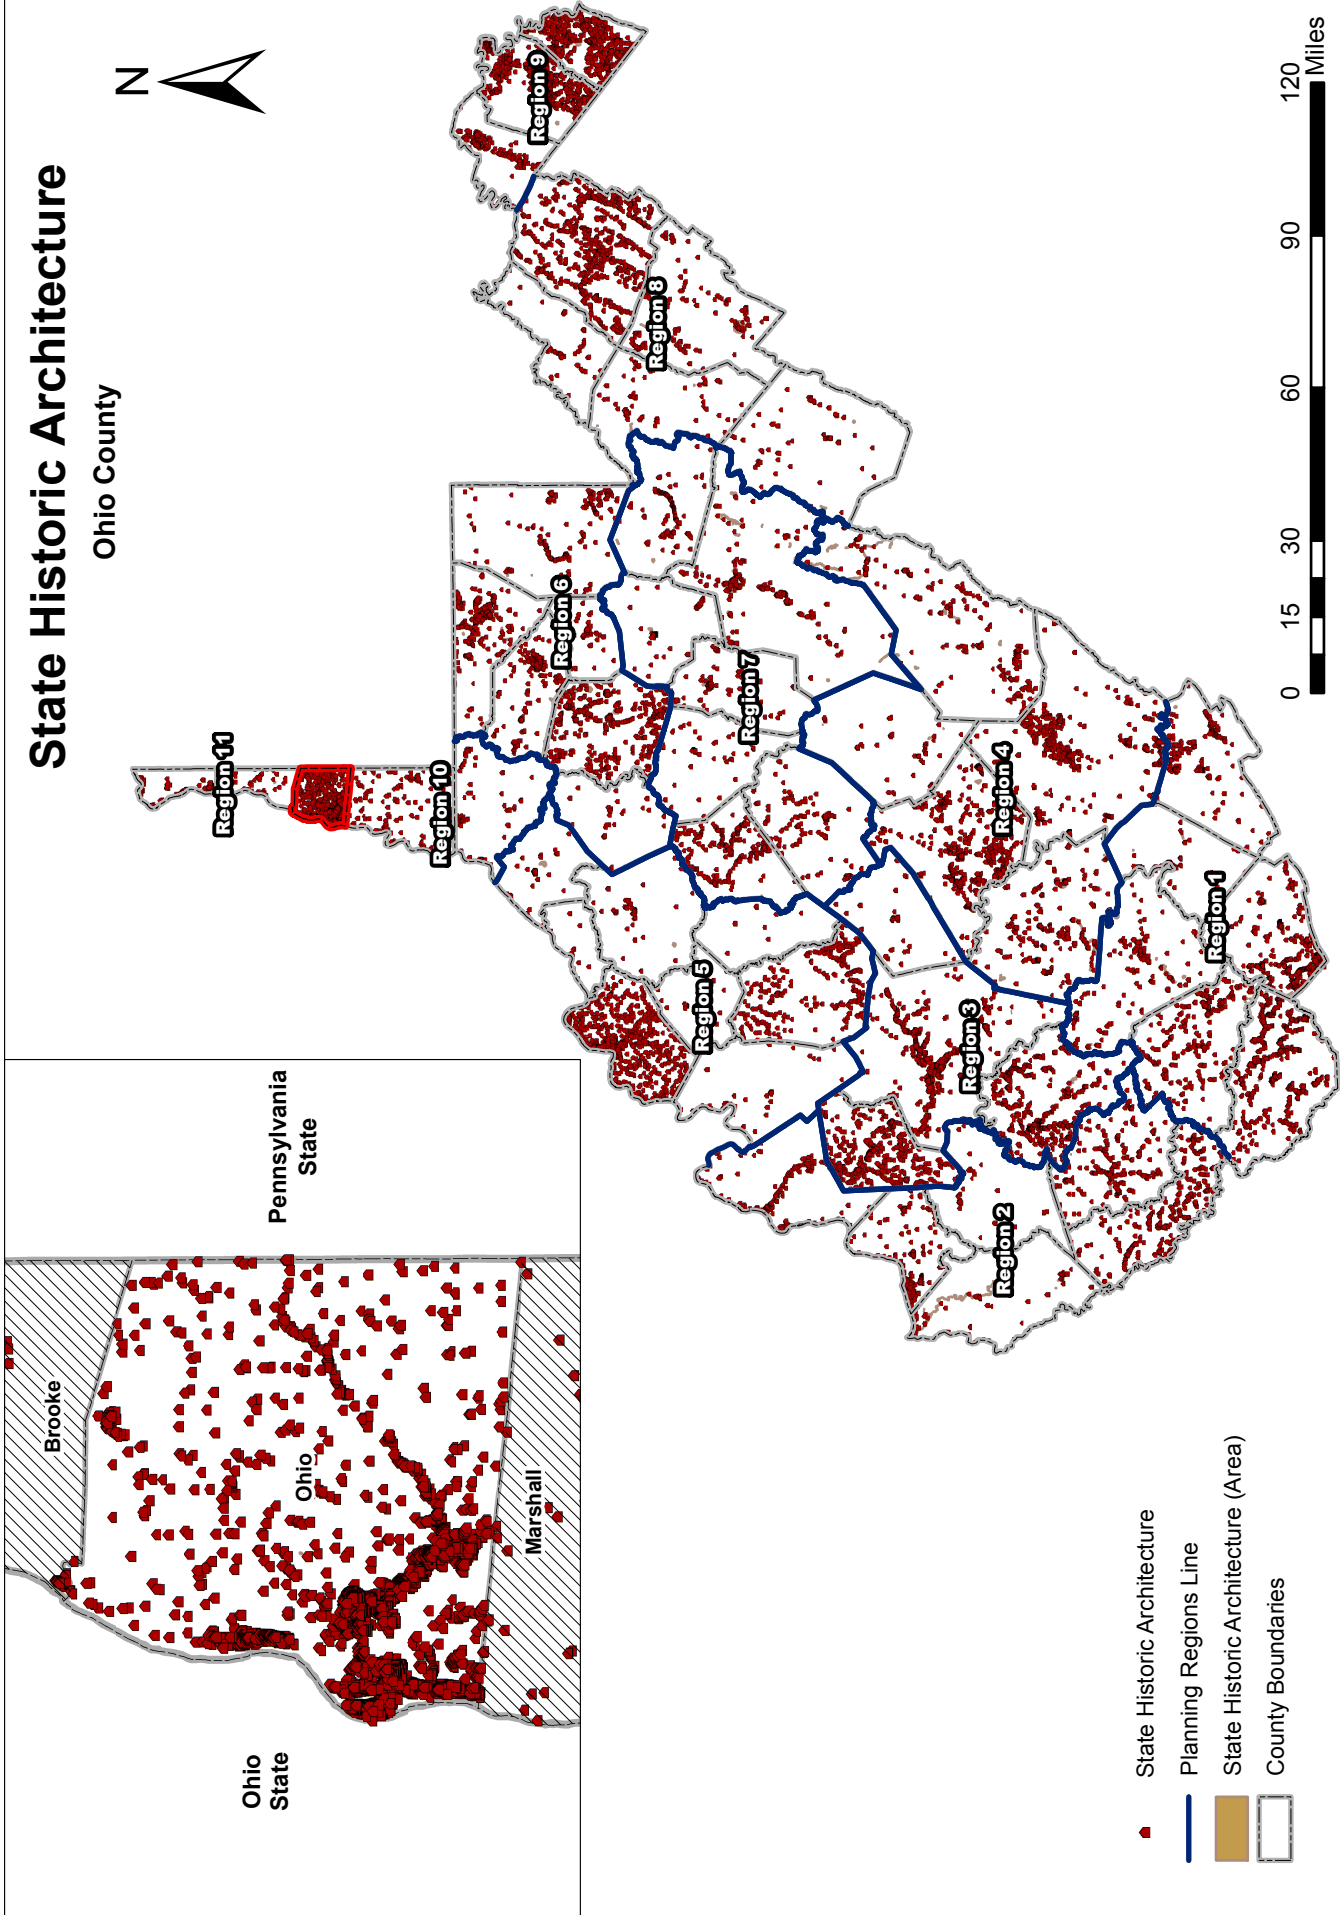 State Historic Architecture
Ohio County
N
Pennsylvania
State
Brooke
Ohio
Marshall
Ohio
State
Region 11
Region 10
Region 9
Region 8
Region 6
Region 7
Region 5
Region 4
Region 3
Region 2
Region 1
State Historic Architecture
Planning Regions Line
State Historic Architecture (Area)
County Boundaries
0 15 30 60 90 120
Miles